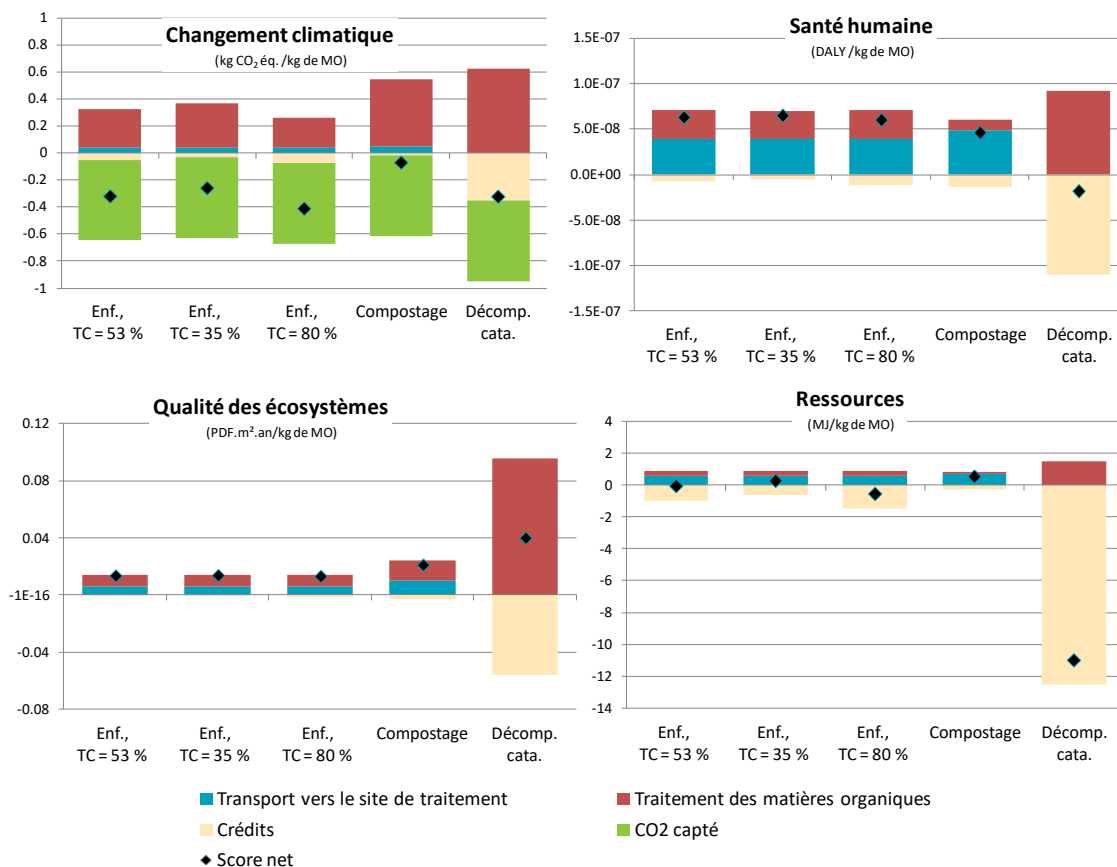 Changement climatique
(kg CO₂ éq. /kg de MO)
1
0.8
0.6
0.4
0.2
0
-0.2
-0.4
-0.6
-0.8
-1
Enf.,
TC = 53 %
Enf.,
TC = 35 %
Enf.,
TC = 80 %
Compostage
Décomp.
cata.
Santé humaine
(DALY /kg de MO)
1.5E-07
1.0E-07
5.0E-08
0.0E+00
-5.0E-08
-1.0E-07
-1.5E-07
Enf.,
TC = 53 %
Enf.,
TC = 35 %
Enf.,
TC = 80 %
Compostage
Décomp.
cata.
Qualité des écosystèmes
(PDF.m².an/kg de MO)
0.12
0.08
0.04
-1E-16
-0.04
-0.08
Enf.,
TC = 53 %
Enf.,
TC = 35 %
Enf.,
TC = 80 %
Compostage
Décomp.
cata.
Ressources
(MJ/kg de MO)
4
2
0
-2
-4
-6
-8
-10
-12
-14
Enf.,
TC = 53 %
Enf.,
TC = 35 %
Enf.,
TC = 80 %
Compostage
Décomp.
cata.
Transport vers le site de traitement
Traitement des matières organiques
Crédits
CO2 capté
Score net